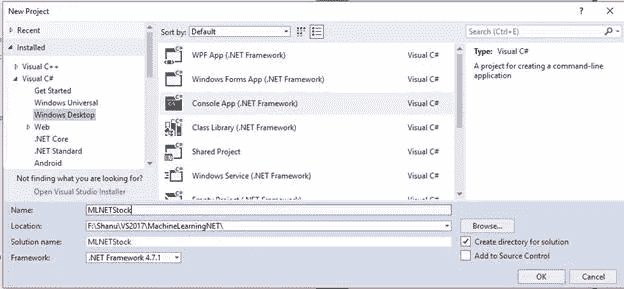 New Project
? ×
Recent
Installed
Visual C++
Visual C#
Get Started
Windows Universal
Windows Desktop
Web
.NET Core
.NET Standard
Android
Not finding what you are looking for?
Open Visual Studio Installer
Sort by: Default
WPF App (.NET Framework) Visual C#
Windows Forms App (.NET Framework) Visual C#
Console App (.NET Framework) Visual C#
Class Library (.NET Framework) Visual C#
Shared Project Visual C#
Windows Service (.NET Framework) Visual C#
Empty Project (.NET Framework) Visual C#
Search (Ctrl+E)
Type: Visual C#
A project for creating a command-line
application
Name: MLNETStock
Location: F:\Shanu\VS2017\MachineLearningNET\
Browse...
Solution name: MLNETStock
Create directory for solution
Framework: .NET Framework 4.7.1
Add to Source Control
OK Cancel